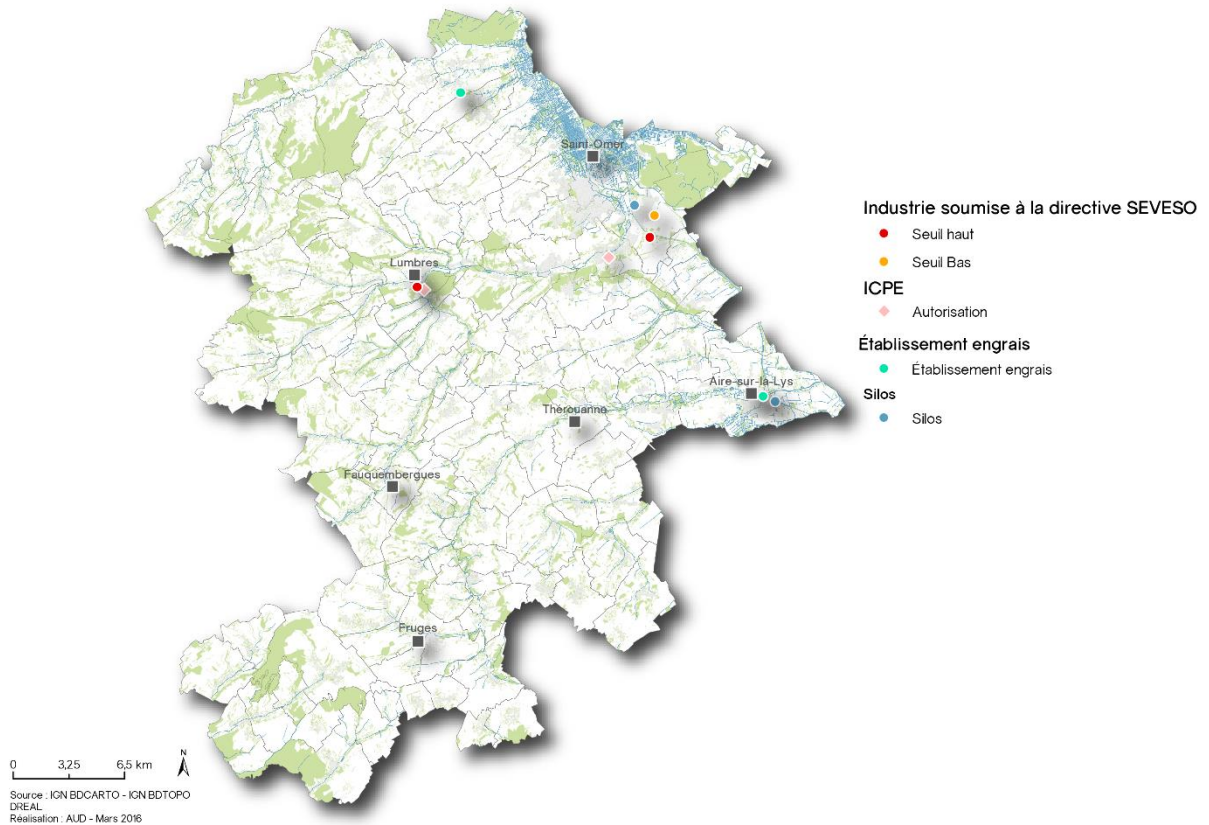 Saint-Omer
Lumbres
Aire-sur-la-Lys
Thérouanne
Fauquembergues
Fruges
Industrie soumise à la directive SEVESO
Seuil haut
Seuil Bas
ICPE
Autorisation
Établissement engrais
Établissement engrais
Silos
Silos
N
0 3,25 6,5 km
Source : IGN BDCARTO - IGN BDTOPO
DREAL
Réalisation : AUD - Mars 2016